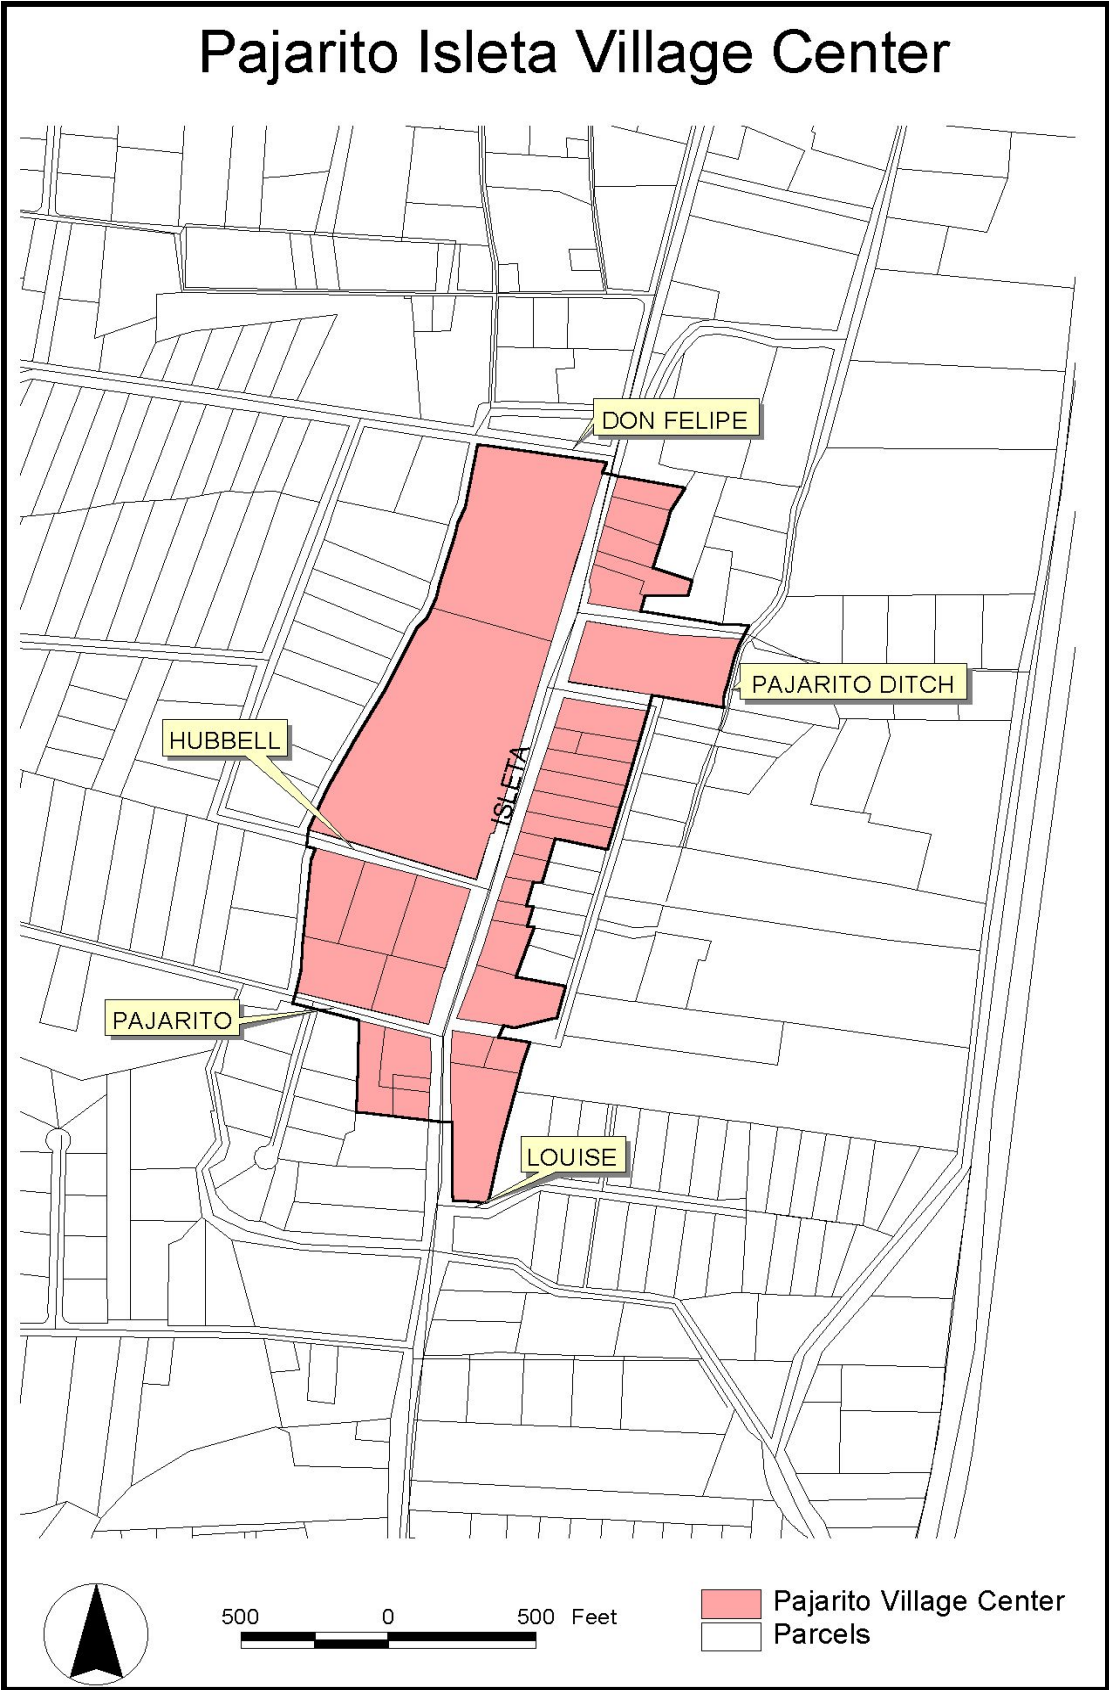 Pajarito Isleta Village Center
DON FELIPE
PAJARITO DITCH
HUBBELL
ISLETA
PAJARITO
LOUISE
500 0 500 Feet
Pajarito Village Center
Parcels